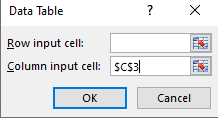 Data Table ? ×
Row input cell:
Column input cell: $C$3
OK Cancel